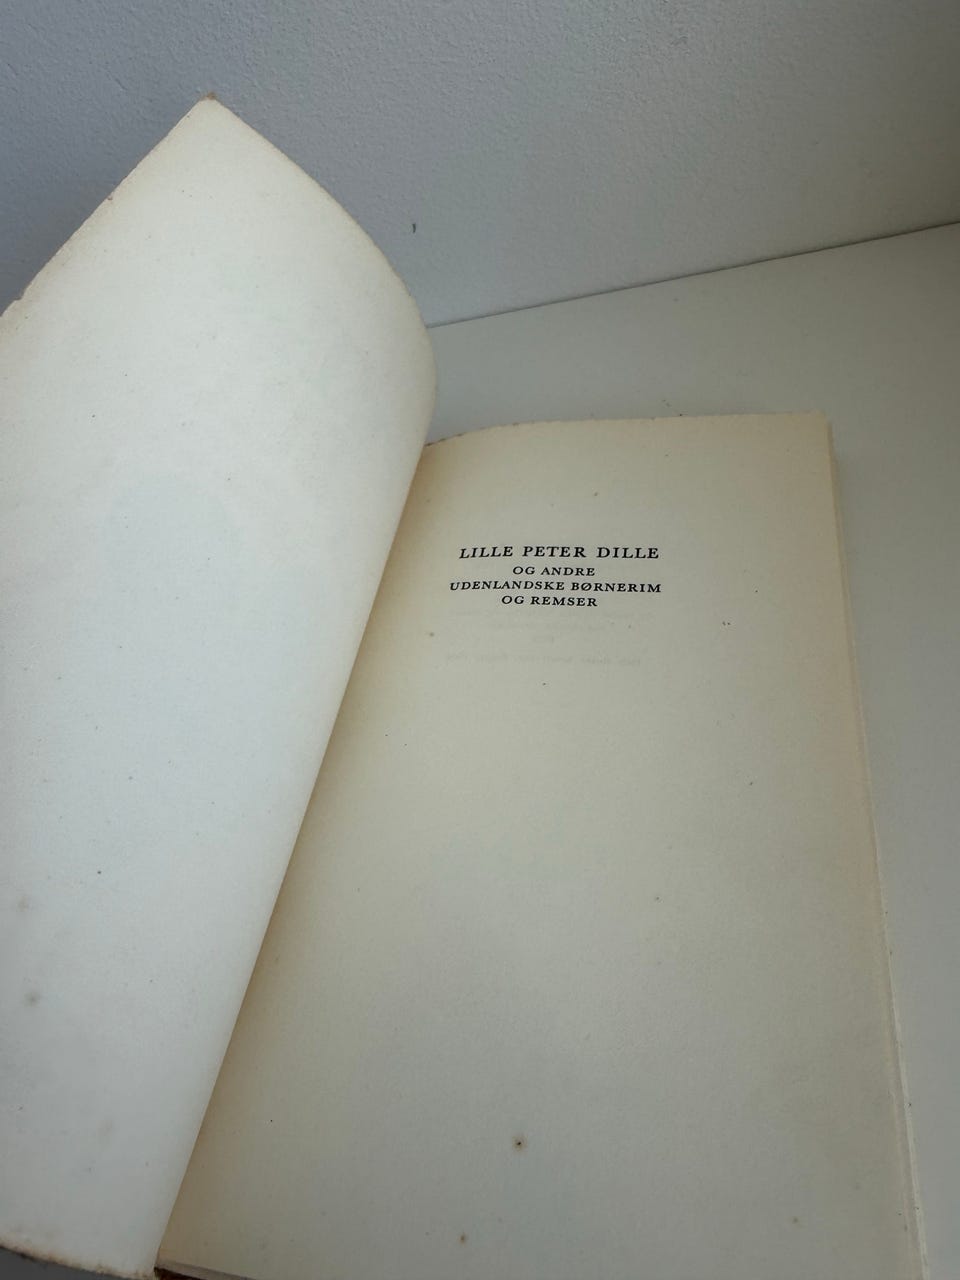 LILLE PETER DILLE
OG ANDRE
UDENLANDSKE BØRNERIM
OG REMSER